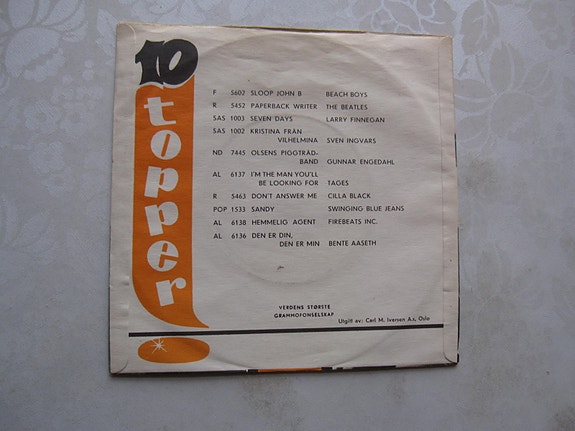 10
topper
F 5602 SLOOP JOHN B BEACH BOYS
R 5452 PAPERBACK WRITER THE BEATLES
SAS 1003 SEVEN DAYS LARRY FINNEGAN
SAS 1002 KRISTINA FRÅN
VILHELMINA SVEN INGVARS
ND 7445 OLSENS PIGGTRÅD-
BAND GUNNAR ENGEDAHL
AL 6137 I'M THE MAN YOU'LL
BE LOOKING FOR TAGES
R 5463 DON'T ANSWER ME CILLA BLACK
POP 1533 SANDY SWINGING BLUE JEANS
AL 6138 HEMMELIG AGENT FIREBEATS INC.
AL 6136 DEN ER DIN,
DEN ER MIN BENTE AASETH
VERDENS STØRSTE
GRAMMOFONSELSKAP
Utgitt av: Carl M. Iversen A.s, Oslo